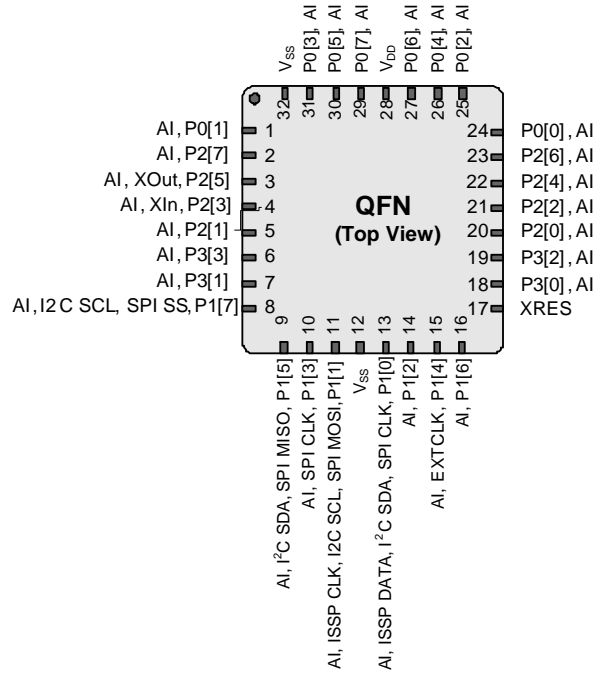 VSS
P0[3], AI
P0[5], AI
P0[7], AI
VDD
P0[6], AI
P0[4], AI
P0[2], AI
32
31
30
29
28
27
26
25
AI, P0[1]
AI, P2[7]
AI, XOut, P2[5]
AI, XIn, P2[3]
AI, P2[1]
AI, P3[3]
AI, P3[1]
AI, I2C SCL, SPI SS, P1[7]
1
2
3
4
5
6
7
8
QFN
(Top View)
24
23
22
21
20
19
18
17
P0[0], AI
P2[6], AI
P2[4], AI
P2[2], AI
P2[0], AI
P3[2], AI
P3[0], AI
XRES
9
10
11
12
13
14
15
16
AI, I²C SDA, SPI MISO, P1[5]
AI, SPI CLK, P1[3]
AI, ISSP CLK, I2C SCL, SPI MOSI, P1[1]
VSS
AI, ISSP DATA, I²C SDA, SPI CLK, P1[0]
AI, P1[2]
AI, EXTCLK, P1[4]
AI, P1[6]